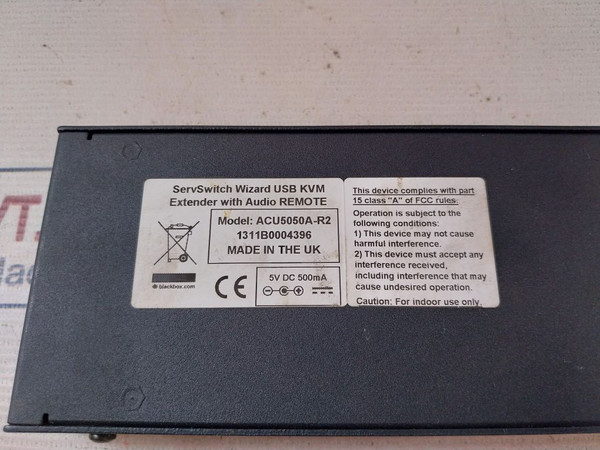 ServSwitch Wizard USB KVM
Extender with Audio REMOTE
Model: ACU5050A-R2
1311B0004396
MADE IN THE UK
blackbox.com
CE
5V DC 500mA
This device complies with part
15 class "A" of FCC rules.
Operation is subject to the
following conditions:
1) This device may not cause
harmful interference.
2) This device must accept any
interference received,
including interference that may
cause undesired operation.
Caution: For indoor use only.